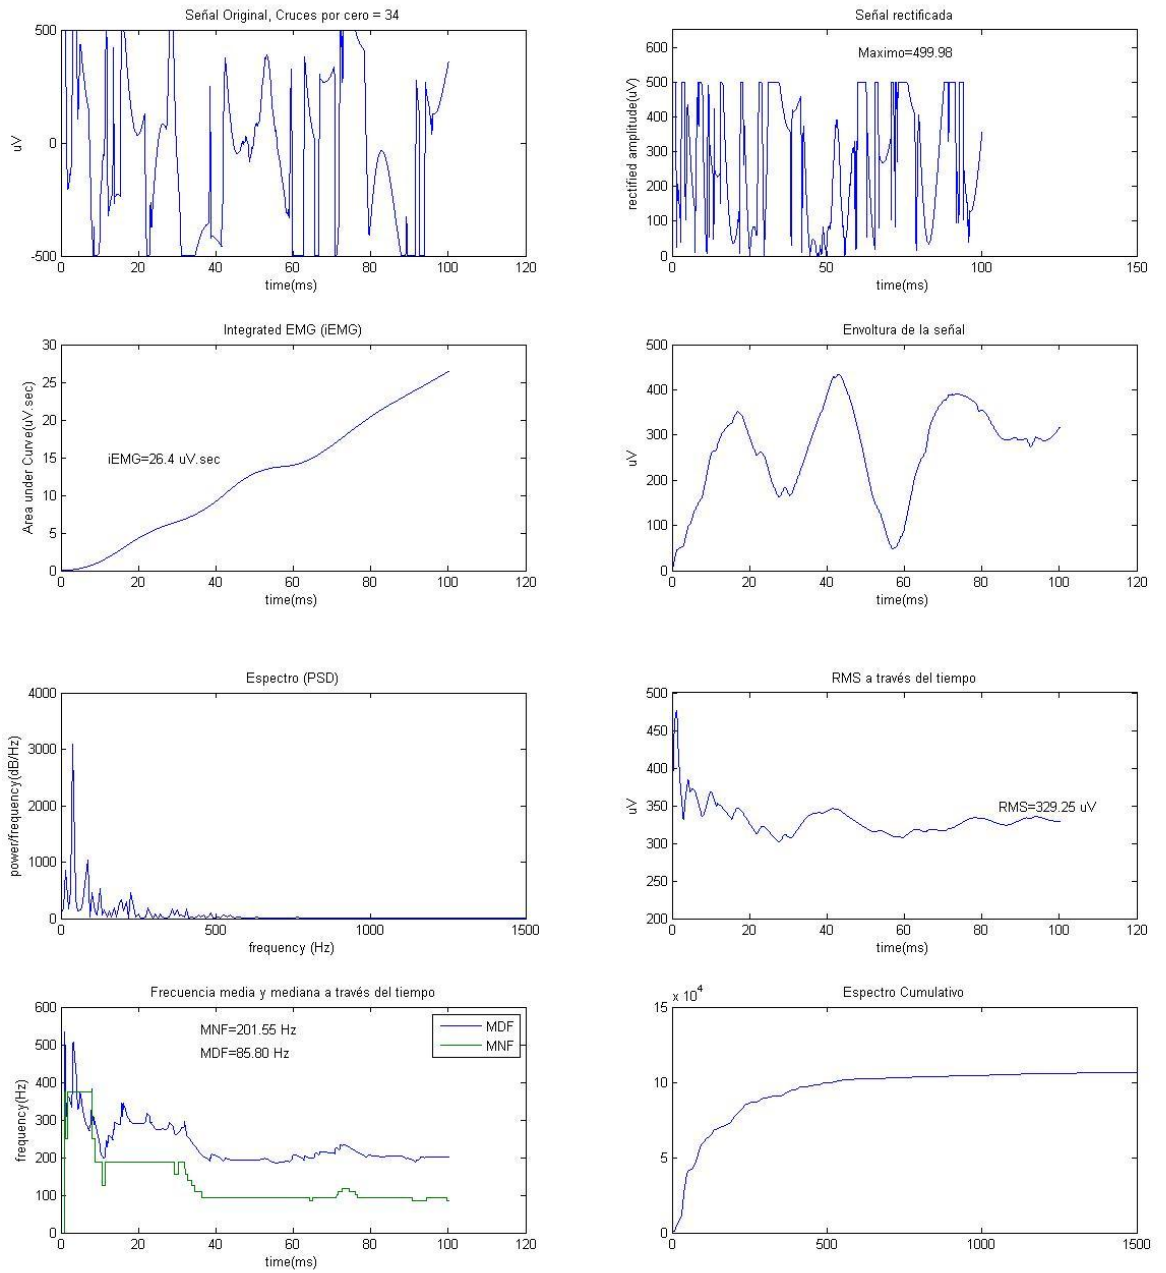 Señal Original, Cruces por cero = 34
500
0
-500
uV
0 20 40 60 80 100 120
time(ms)
Señal rectificada
Maximo=499.98
600
500
400
300
200
100
0
rectified amplitude(uV)
0 50 100 150
time(ms)
Integrated EMG (iEMG)
30
25
20
15
10
5
0
Area under Curve(uV.sec)
iEMG=26.4 uV.sec
0 20 40 60 80 100 120
time(ms)
Envoltura de la señal
500
400
300
200
100
0
uV
0 20 40 60 80 100 120
time(ms)
Espectro (PSD)
4000
3000
2000
1000
0
power/frequency(dB/Hz)
0 500 1000 1500
frequency (Hz)
RMS a través del tiempo
500
450
400
350
300
250
200
uV
RMS=329.25 uV
0 20 40 60 80 100 120
time(ms)
Frecuencia media y mediana a través del tiempo
600
500
400
300
200
100
0
frequency(Hz)
MNF=201.55 Hz
MDF=85.80 Hz
MDF
MNF
0 20 40 60 80 100 120
time(ms)
Espectro Cumulativo
x 10^4
15
10
5
0
0 500 1000 1500